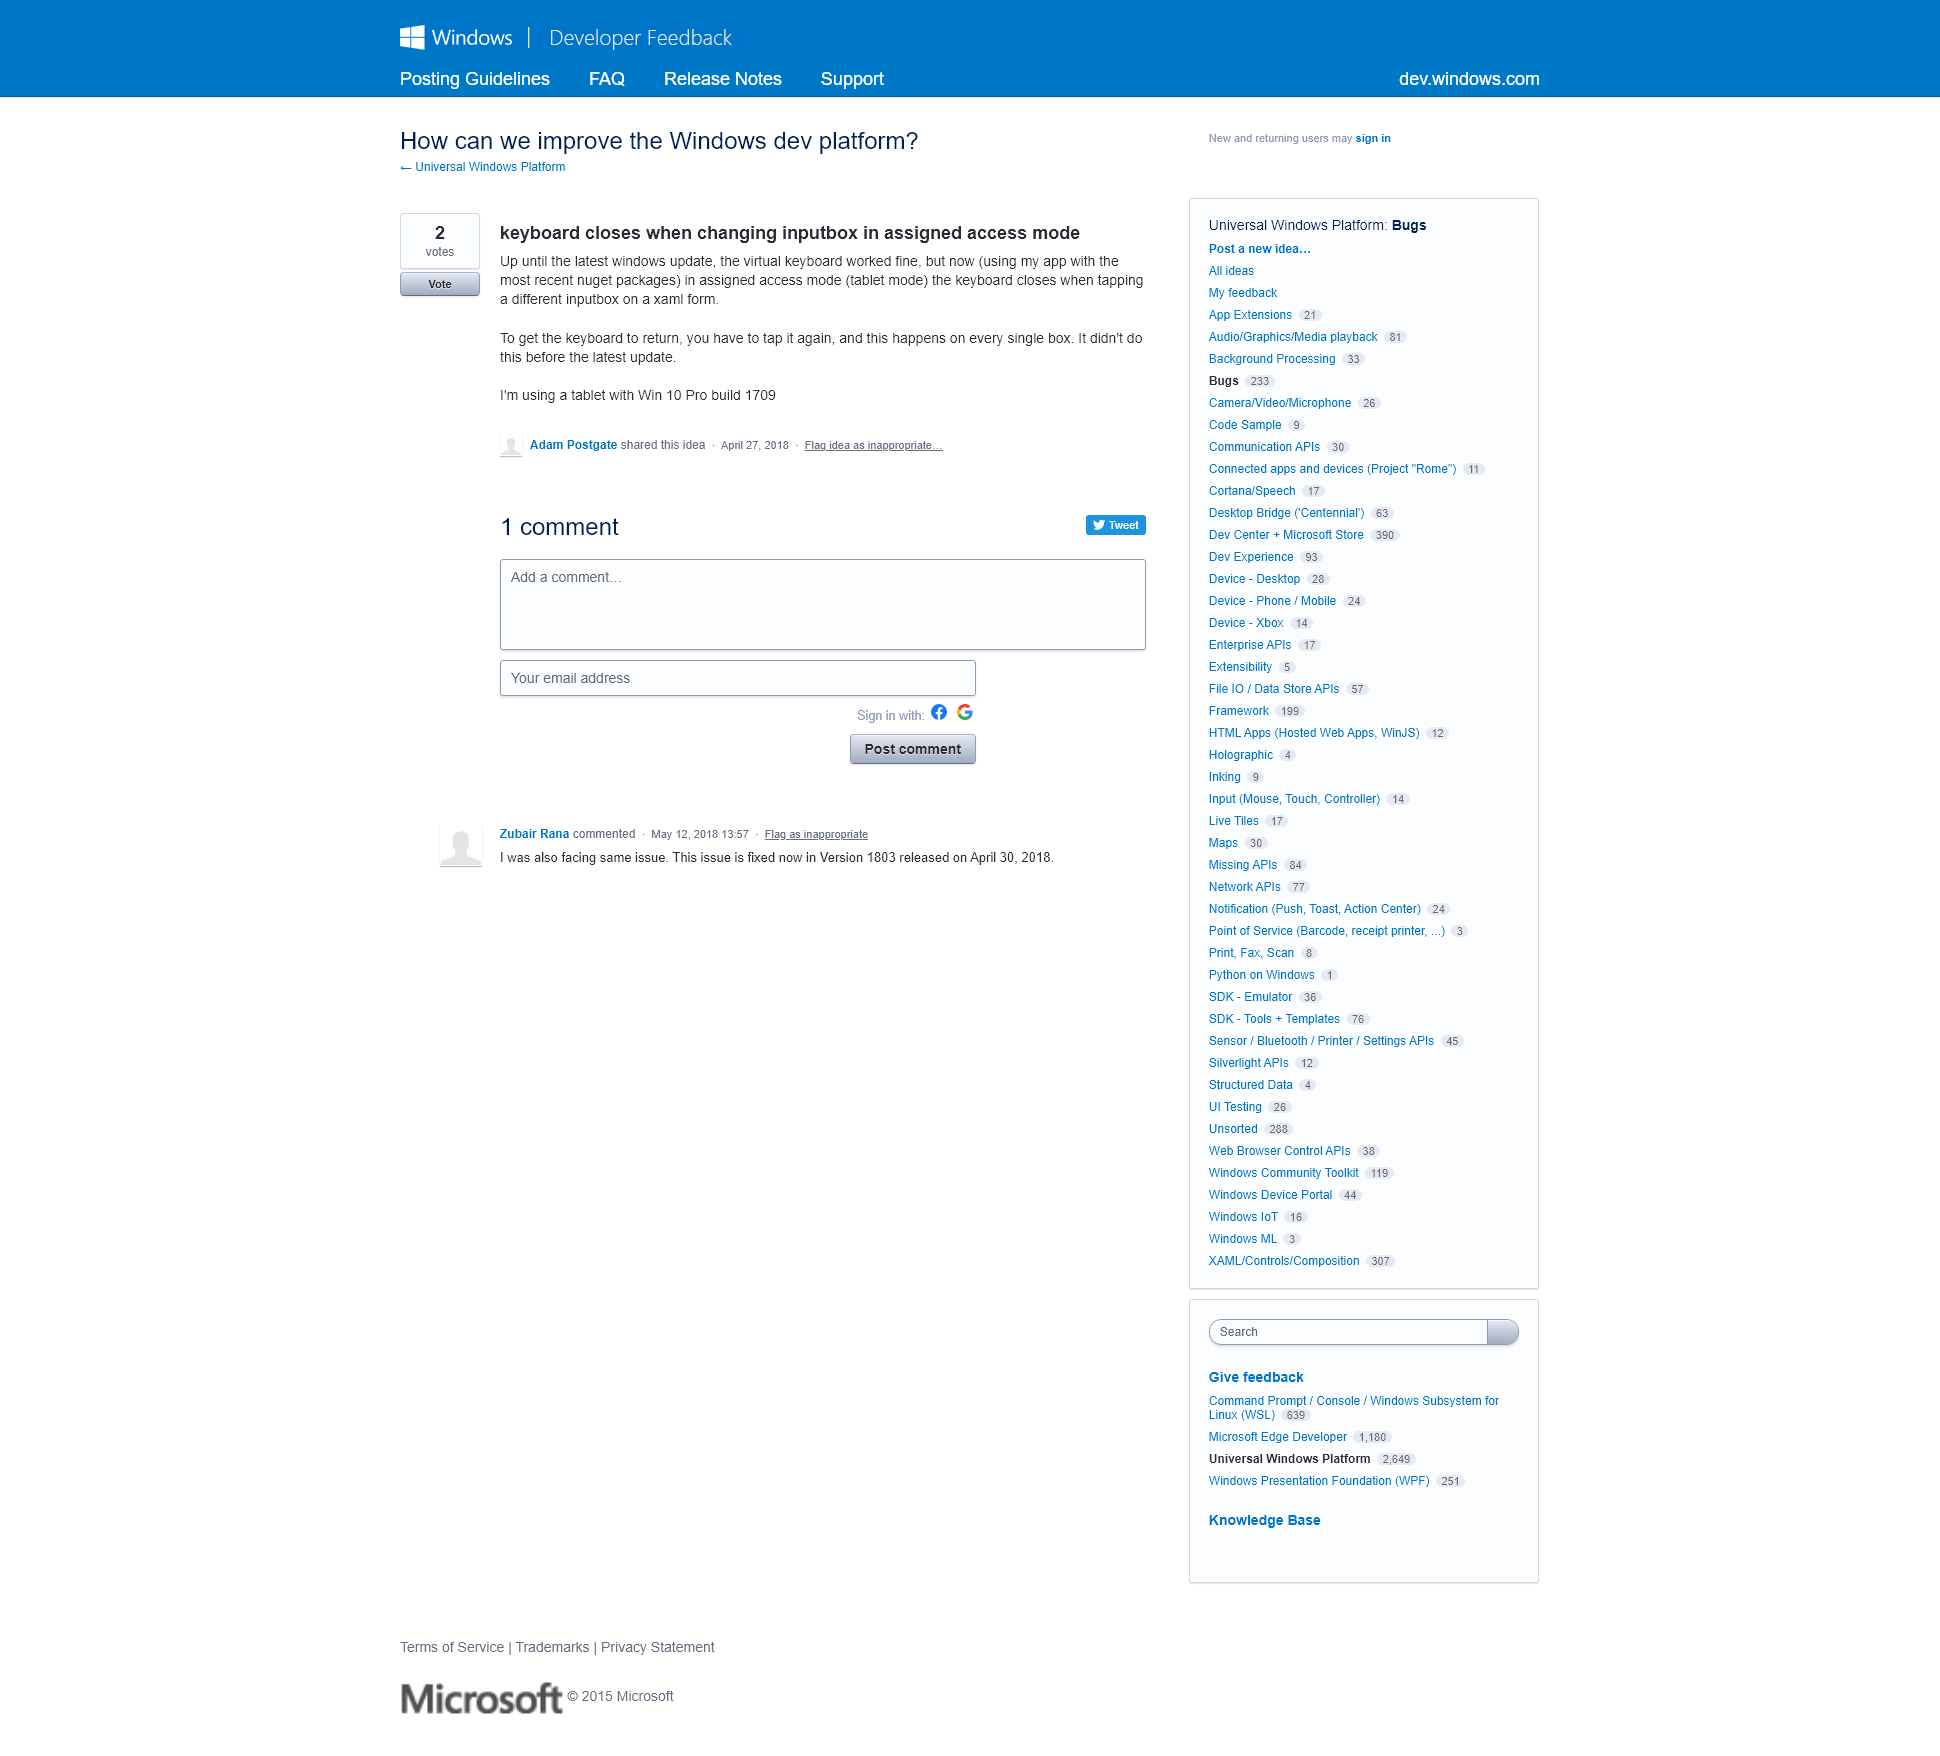 Windows | Developer Feedback
Posting Guidelines FAQ Release Notes Support dev.windows.com
How can we improve the Windows dev platform?
← Universal Windows Platform
New and returning users may sign in
2
votes
Vote
keyboard closes when changing inputbox in assigned access mode
Up until the latest windows update, the virtual keyboard worked fine, but now (using my app with the
most recent nuget packages) in assigned access mode (tablet mode) the keyboard closes when tapping
a different inputbox on a xaml form.
To get the keyboard to return, you have to tap it again, and this happens on every single box. It didn't do
this before the latest update.
I'm using a tablet with Win 10 Pro build 1709
Adam Postgate shared this idea · April 27, 2018 · Flag idea as inappropriate…
1 comment
Tweet
Add a comment…
Your email address
Sign in with:
Post comment
Zubair Rana commented · May 12, 2018 13:57 · Flag as inappropriate
I was also facing same issue. This issue is fixed now in Version 1803 released on April 30, 2018.
Universal Windows Platform: Bugs
Post a new idea…
All ideas
My feedback
App Extensions 21
Audio/Graphics/Media playback 81
Background Processing 33
Bugs 233
Camera/Video/Microphone 26
Code Sample 9
Communication APIs 30
Connected apps and devices (Project "Rome") 11
Cortana/Speech 17
Desktop Bridge ('Centennial') 63
Dev Center + Microsoft Store 390
Dev Experience 93
Device - Desktop 28
Device - Phone / Mobile 24
Device - Xbox 14
Enterprise APIs 17
Extensibility 5
File IO / Data Store APIs 57
Framework 199
HTML Apps (Hosted Web Apps, WinJS) 12
Holographic 4
Inking 9
Input (Mouse, Touch, Controller) 14
Live Tiles 17
Maps 30
Missing APIs 84
Network APIs 77
Notification (Push, Toast, Action Center) 24
Point of Service (Barcode, receipt printer, ...) 3
Print, Fax, Scan 8
Python on Windows 1
SDK - Emulator 36
SDK - Tools + Templates 76
Sensor / Bluetooth / Printer / Settings APIs 45
Silverlight APIs 12
Structured Data 4
UI Testing 26
Unsorted 288
Web Browser Control APIs 38
Windows Community Toolkit 119
Windows Device Portal 44
Windows IoT 16
Windows ML 3
XAML/Controls/Composition 307
Search
Give feedback
Command Prompt / Console / Windows Subsystem for
Linux (WSL) 639
Microsoft Edge Developer 1,180
Universal Windows Platform 2,649
Windows Presentation Foundation (WPF) 251
Knowledge Base
Terms of Service | Trademarks | Privacy Statement
Microsoft © 2015 Microsoft